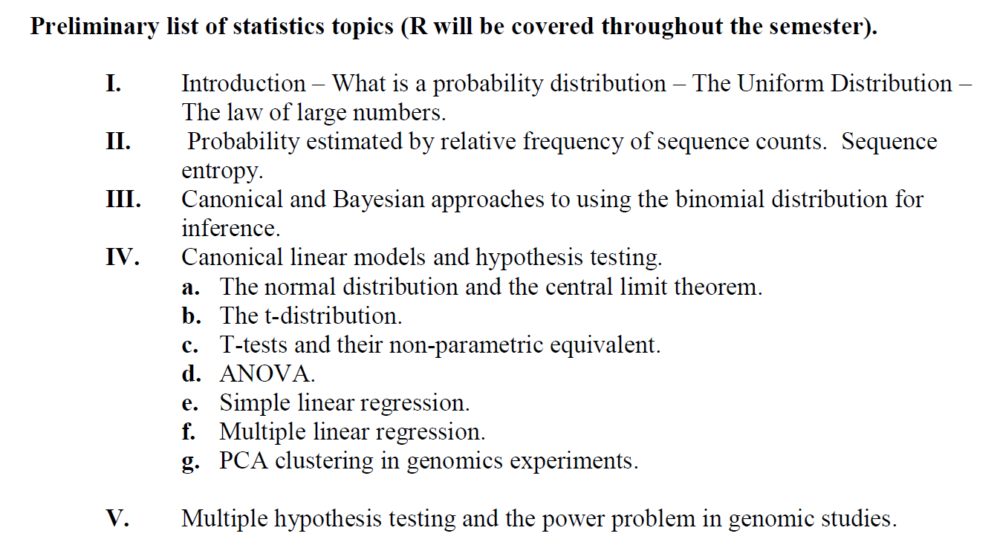 Preliminary list of statistics topics (R will be covered throughout the semester).
I. Introduction – What is a probability distribution – The Uniform Distribution –
The law of large numbers.
II. Probability estimated by relative frequency of sequence counts.  Sequence
entropy.
III. Canonical and Bayesian approaches to using the binomial distribution for
inference.
IV. Canonical linear models and hypothesis testing.
a. The normal distribution and the central limit theorem.
b. The t-distribution.
c. T-tests and their non-parametric equivalent.
d. ANOVA.
e. Simple linear regression.
f. Multiple linear regression.
g. PCA clustering in genomics experiments.
V. Multiple hypothesis testing and the power problem in genomic studies.